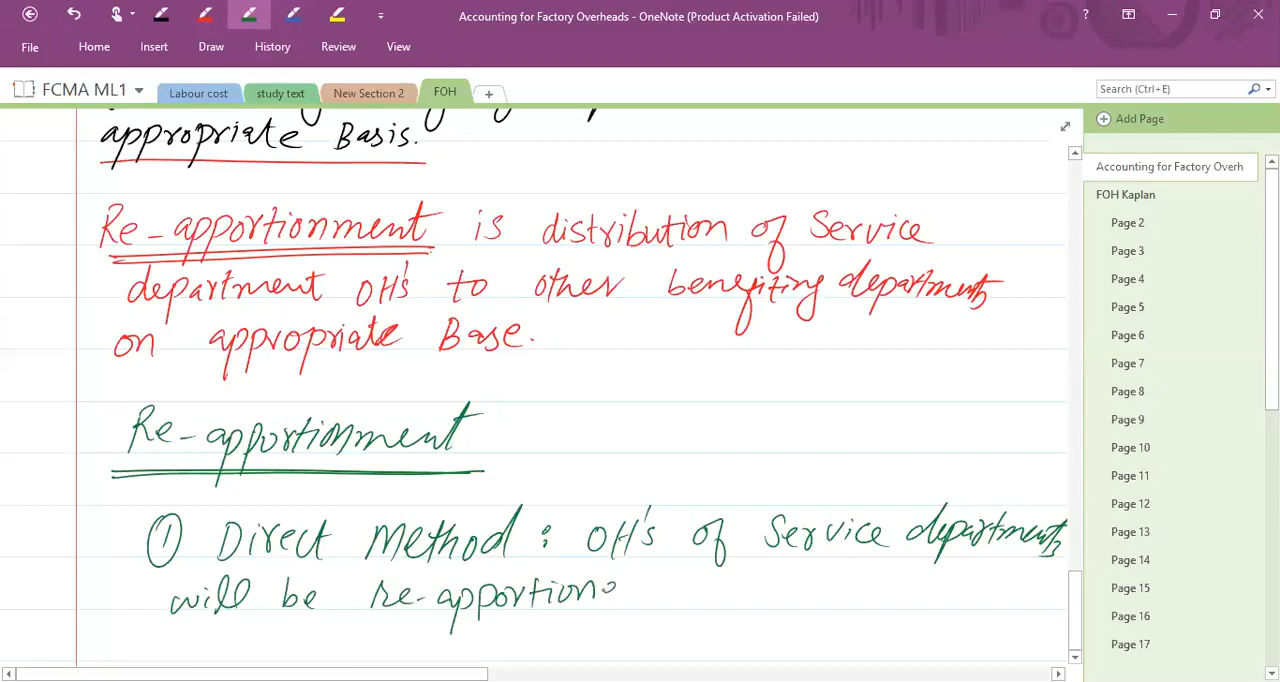 Accounting for Factory Overheads - OneNote (Product Activation Failed)
?
File Home Insert Draw History Review View
FCMA ML1 Labour cost study text New Section 2 FOH +
Search (Ctrl+E)
Add Page
Accounting for Factory Overh
FOH Kaplan
Page 2
Page 3
Page 4
Page 5
Page 6
Page 7
Page 8
Page 9
Page 10
Page 11
Page 12
Page 13
Page 14
Page 15
Page 16
Page 17
appropriate Basis.
Re-apportionment is distribution of Service
department OH's to other benefiting departments
on appropriate Base.
Re-apportionment
① Direct Method : OH's of Service departments
will be re-apportion